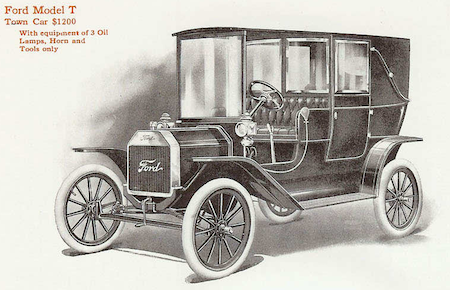 Ford Model T
Town Car $1200
With equipment of 3 Oil
Lamps, Horn and
Tools only
Ford